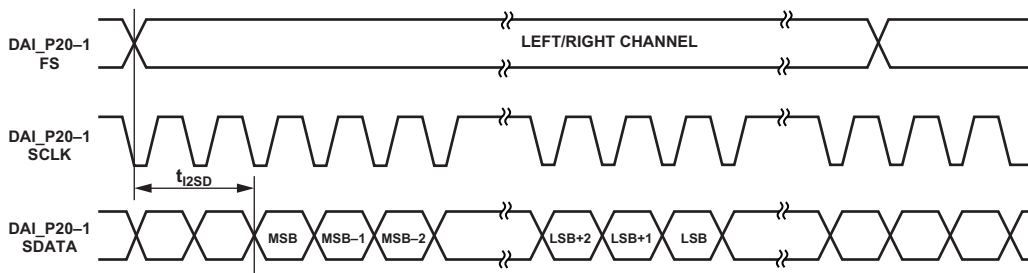 DAI_P20–1
FS
LEFT/RIGHT CHANNEL
DAI_P20–1
SCLK
tI2SD
DAI_P20–1
SDATA
MSB
MSB–1
MSB–2
LSB+2
LSB+1
LSB